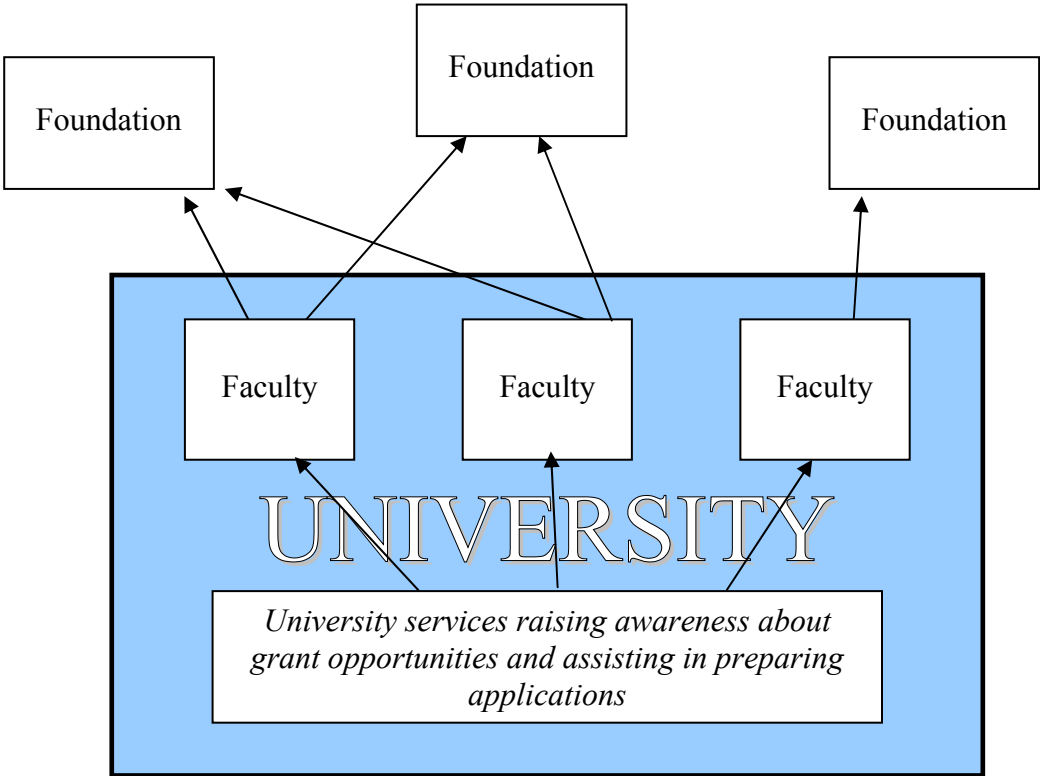 Foundation
Foundation
Foundation
Faculty
Faculty
Faculty
UNIVERSITY
University services raising awareness about
grant opportunities and assisting in preparing
applications